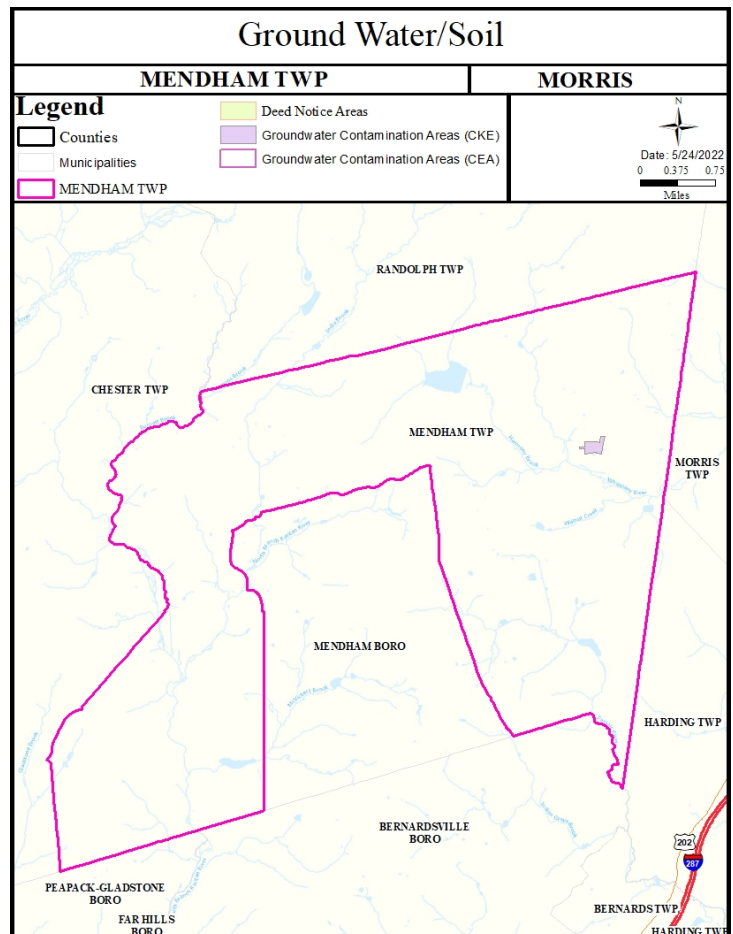 Ground Water/Soil
MENDHAM TWP
MORRIS
Legend
Counties
Municipalities
MENDHAM TWP
Deed Notice Areas
Groundwater Contamination Areas (CKE)
Groundwater Contamination Areas (CEA)
N
Date: 5/24/2022
0 0.375 0.75
Miles
RANDOLPH TWP
CHESTER TWP
MENDHAM TWP
MORRIS
TWP
MENDHAM BORO
HARDING TWP
BERNARDSVILLE
BORO
202
287
PEAPACK-GLADSTONE
BORO
FAR HILLS
BORO
BERNARDS TWP
HARDING TWP